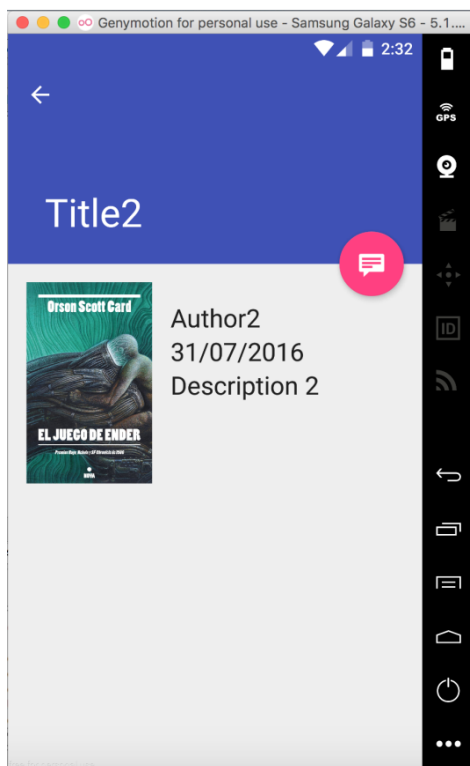 Genymotion for personal use - Samsung Galaxy S6 - 5.1....
2:32
GPS
Title2
Orson Scott Card
EL JUEGO DE ENDER
Author2
31/07/2016
Description 2
ID